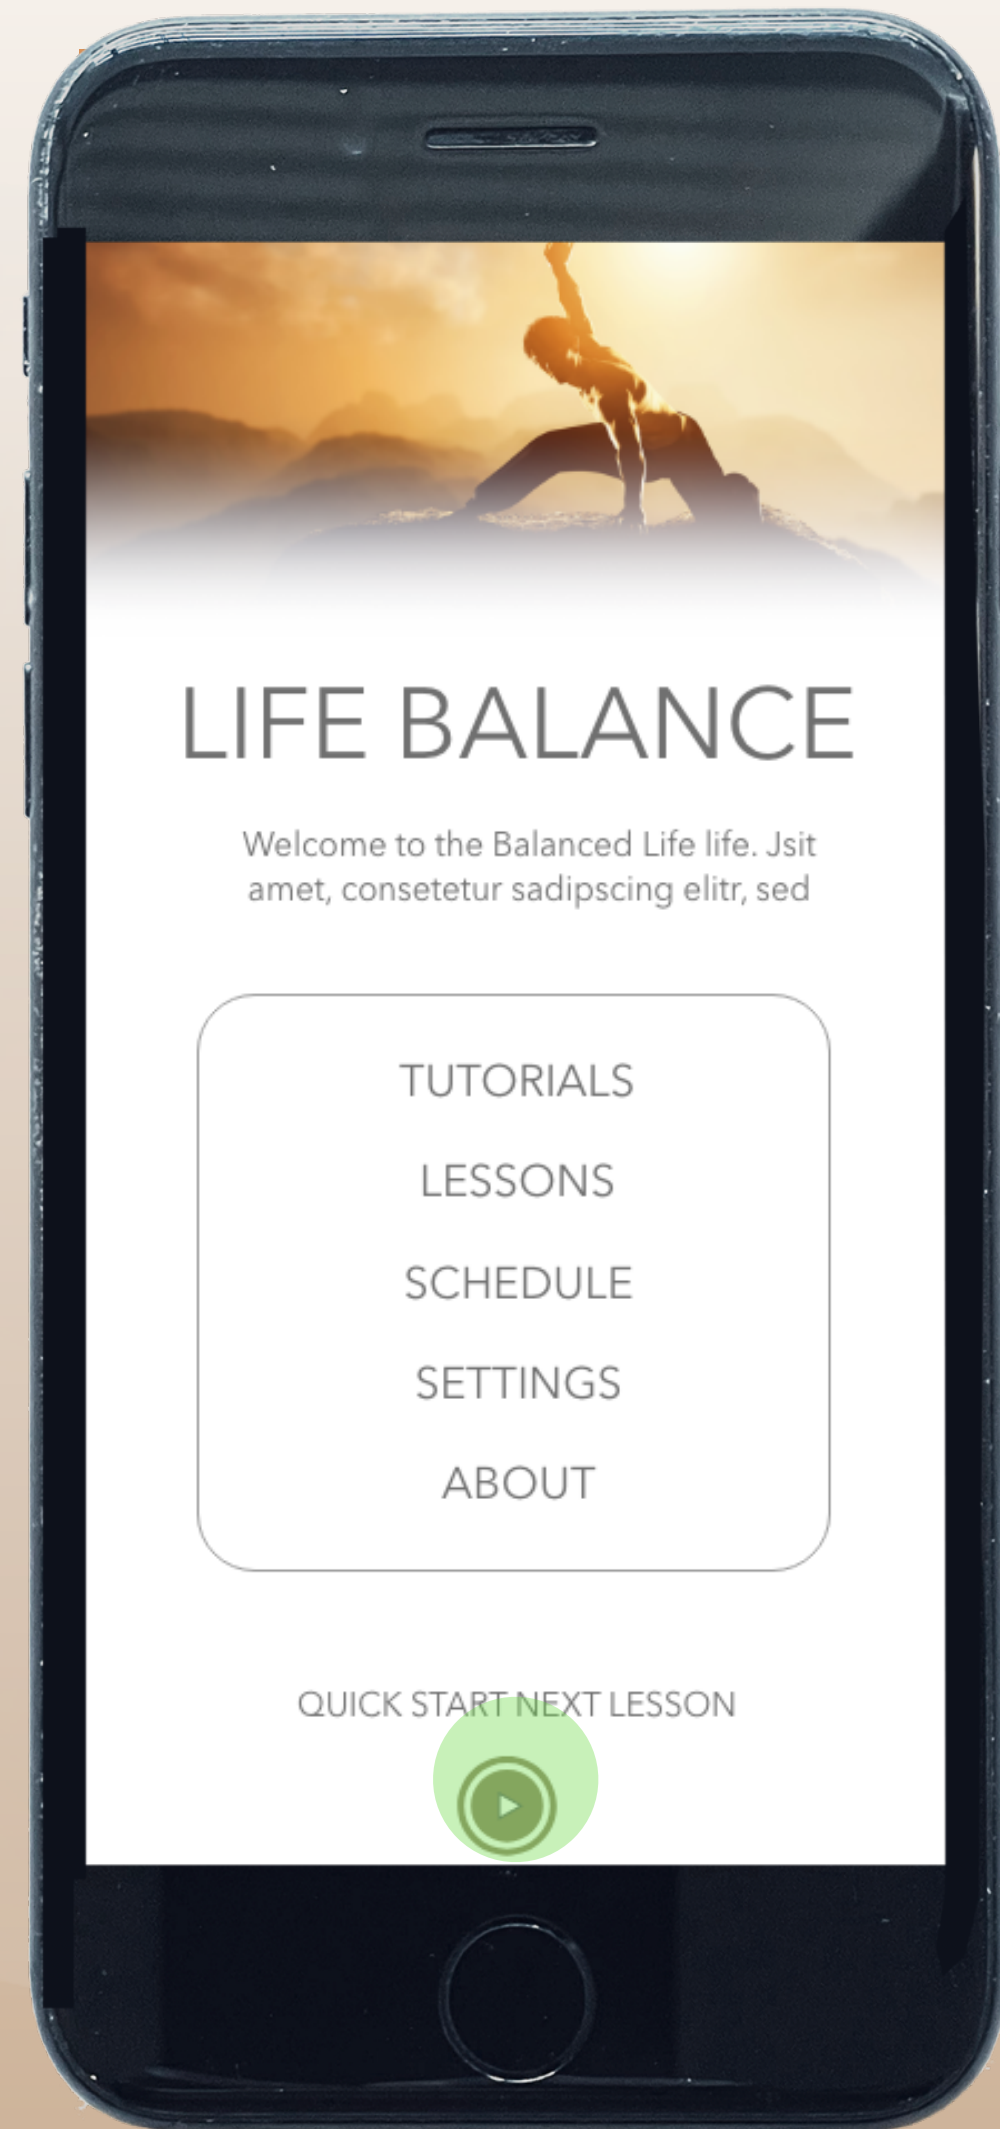 LIFE BALANCE
Welcome to the Balanced Life life. Jsit
amet, consetetur sadipscing elitr, sed
TUTORIALS
LESSONS
SCHEDULE
SETTINGS
ABOUT
QUICK START NEXT LESSON